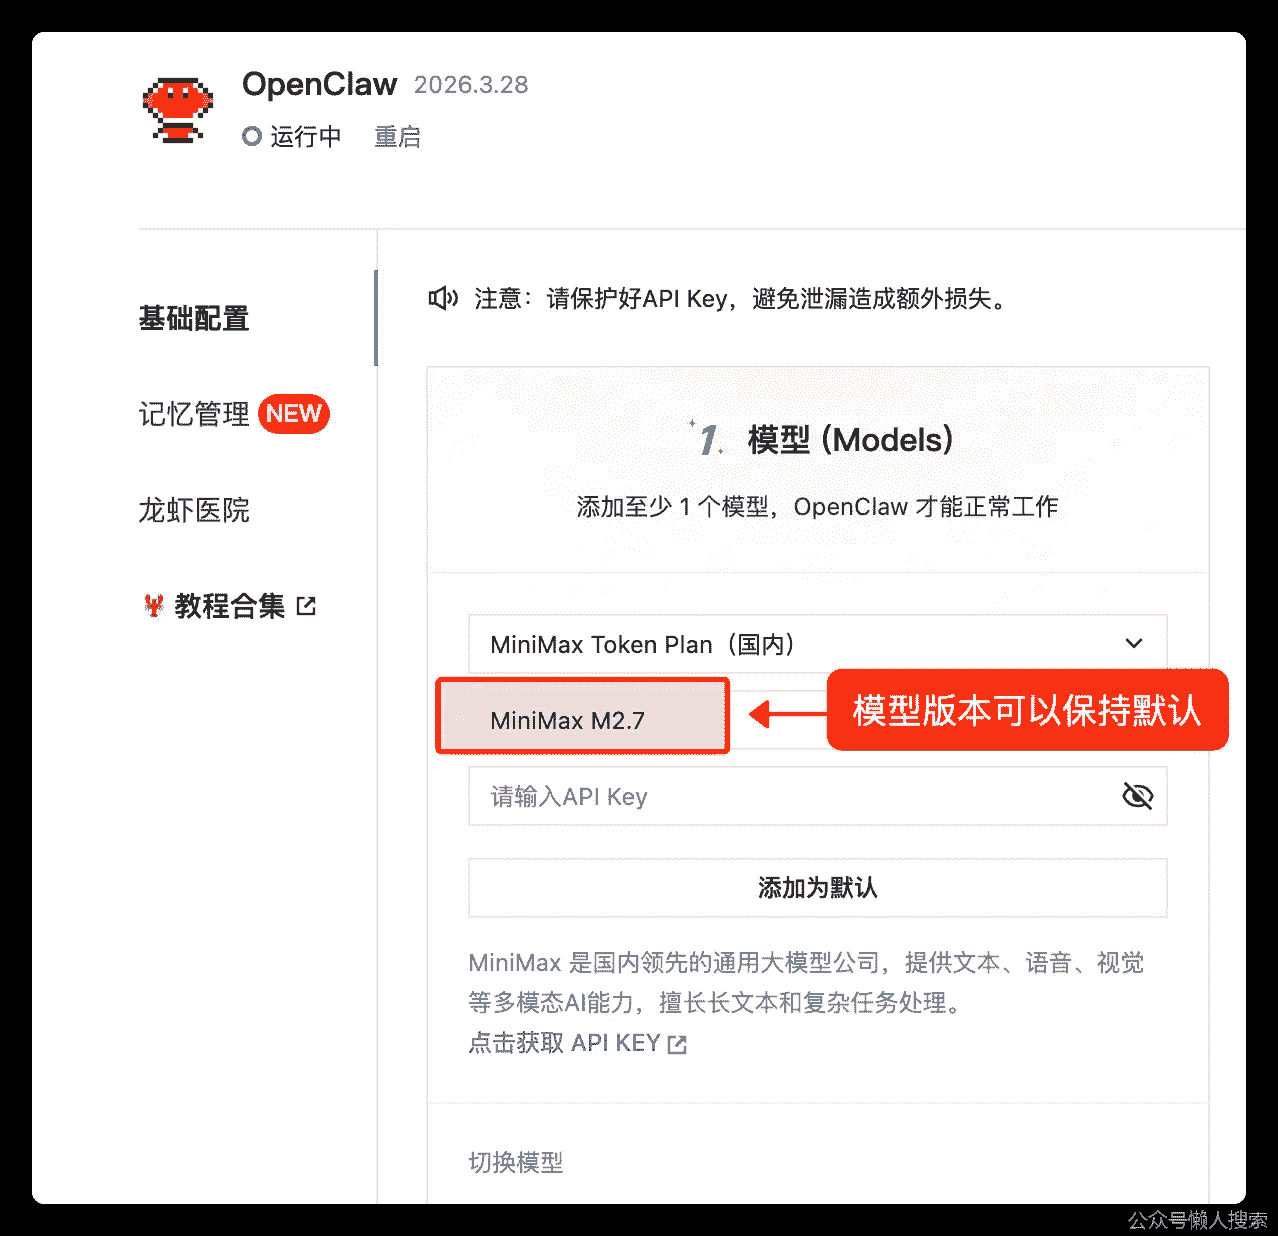 OpenClaw 2026.3.28
运行中 重启
基础配置
记忆管理 NEW
龙虾医院
教程合集
注意：请保护好API Key，避免泄漏造成额外损失。
1. 模型 (Models)
添加至少 1 个模型，OpenClaw 才能正常工作
MiniMax Token Plan（国内）
MiniMax M2.7
模型版本可以保持默认
请输入API Key
添加为默认
MiniMax 是国内领先的通用大模型公司，提供文本、语音、视觉
等多模态AI能力，擅长长文本和复杂任务处理。
点击获取 API KEY
切换模型
公众号懒人搜索